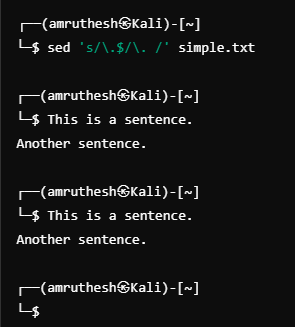 ┌──(amruthesh㉿Kali)-[~]
└─$ sed 's/\.$/\. /' simple.txt
┌──(amruthesh㉿Kali)-[~]
└─$ This is a sentence.
Another sentence.
┌──(amruthesh㉿Kali)-[~]
└─$ This is a sentence.
Another sentence.
┌──(amruthesh㉿Kali)-[~]
└─$